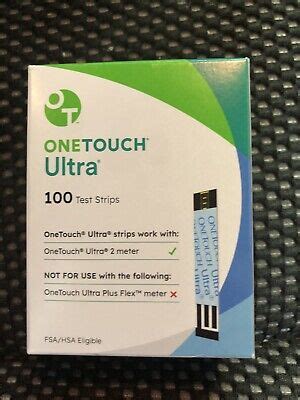 OT.
ONETOUCH®
Ultra®
100 Test Strips
OneTouch® Ultra® strips work with:
OneTouch® Ultra® 2 meter ✓
NOT FOR USE with the following:
OneTouch Ultra Plus Flex™ meter ✗
FSA/HSA Eligible
ONETOUCH®
Ultra®
ONETOUCH®
Ultra®